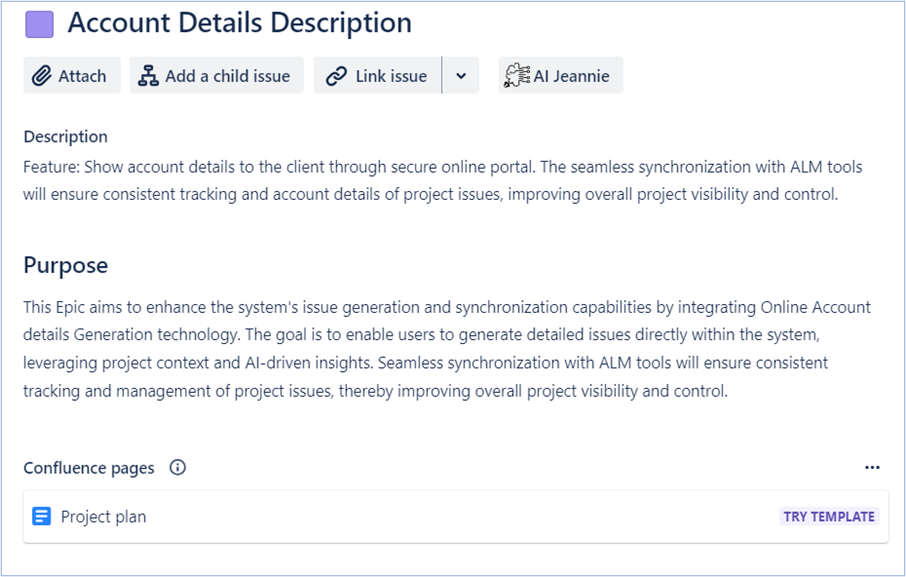 Account Details Description
Attach
Add a child issue
Link issue
AI Jeannie
Description
Feature: Show account details to the client through secure online portal. The seamless synchronization with ALM tools
will ensure consistent tracking and account details of project issues, improving overall project visibility and control.
Purpose
This Epic aims to enhance the system's issue generation and synchronization capabilities by integrating Online Account
details Generation technology. The goal is to enable users to generate detailed issues directly within the system,
leveraging project context and AI-driven insights. Seamless synchronization with ALM tools will ensure consistent
tracking and management of project issues, thereby improving overall project visibility and control.
Confluence pages
Project plan
TRY TEMPLATE